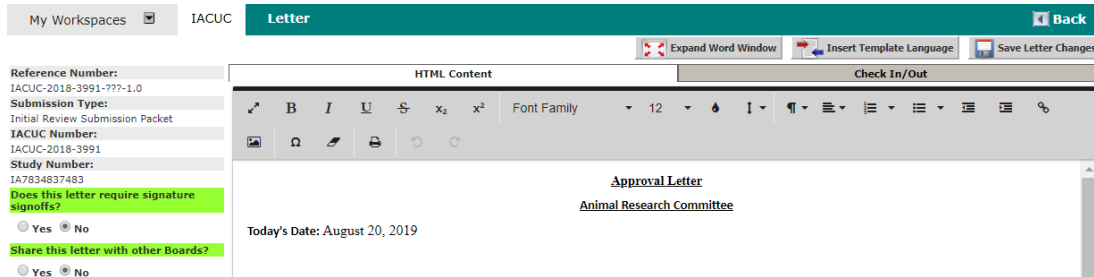 My Workspaces IACUC Letter Back
Expand Word Window Insert Template Language Save Letter Changes
Reference Number:
IACUC-2018-3991-???-1.0
Submission Type:
Initial Review Submission Packet
IACUC Number:
IACUC-2018-3991
Study Number:
IA7834837483
Does this letter require signature
signoffs?
Yes No
Share this letter with other Boards?
Yes No
HTML Content Check In/Out
B I U S x₂ x² Font Family 12
Ω
Approval Letter
Animal Research Committee
Today's Date: August 20, 2019